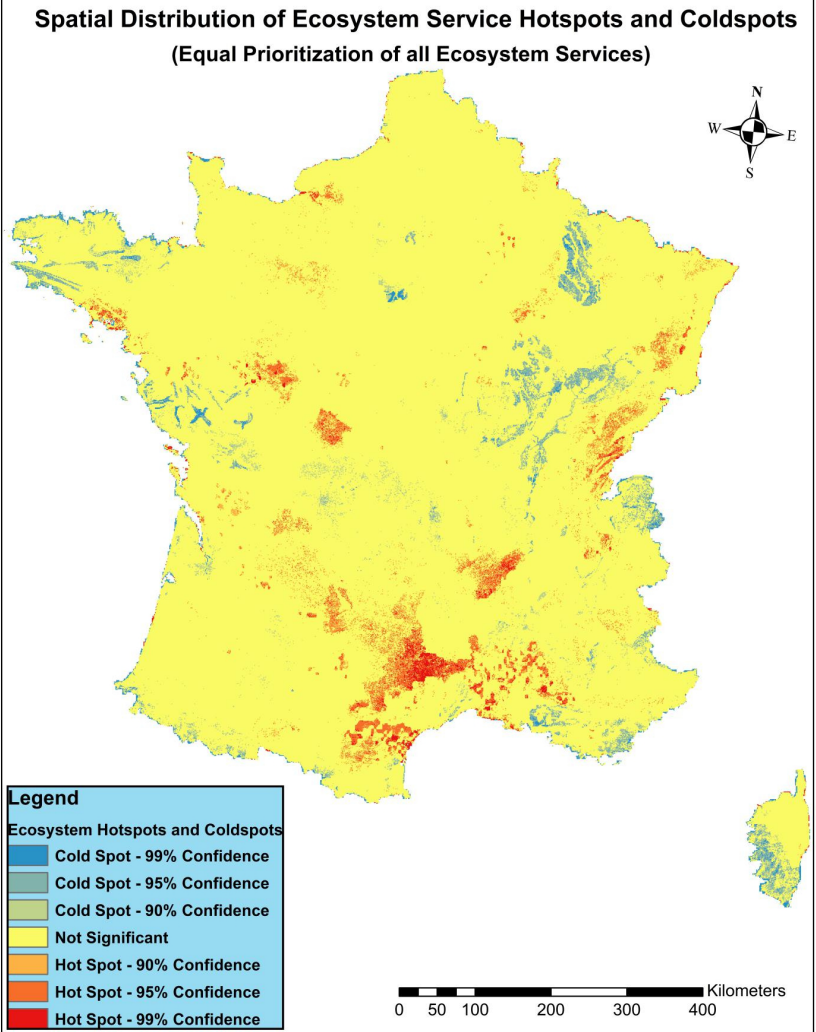 Spatial Distribution of Ecosystem Service Hotspots and Coldspots
(Equal Prioritization of all Ecosystem Services)
N
W
E
S
Legend
Ecosystem Hotspots and Coldspots
Cold Spot - 99% Confidence
Cold Spot - 95% Confidence
Cold Spot - 90% Confidence
Not Significant
Hot Spot - 90% Confidence
Hot Spot - 95% Confidence
Hot Spot - 99% Confidence
Kilometers
0 50 100 200 300 400